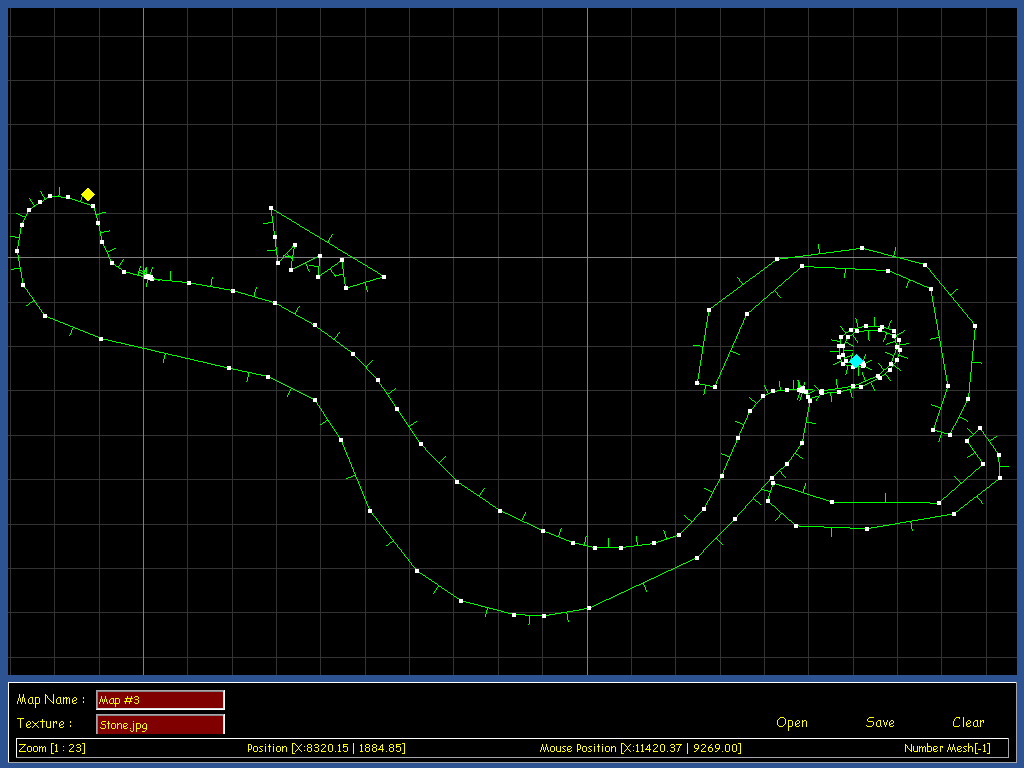 Map Name : Map #3
Texture : Stone.jpg
Open Save Clear
Zoom [1 : 23] Position [X:8320.15 | 1884.85] Mouse Position [X:11420.37 | 9269.00] Number Mesh[-1]